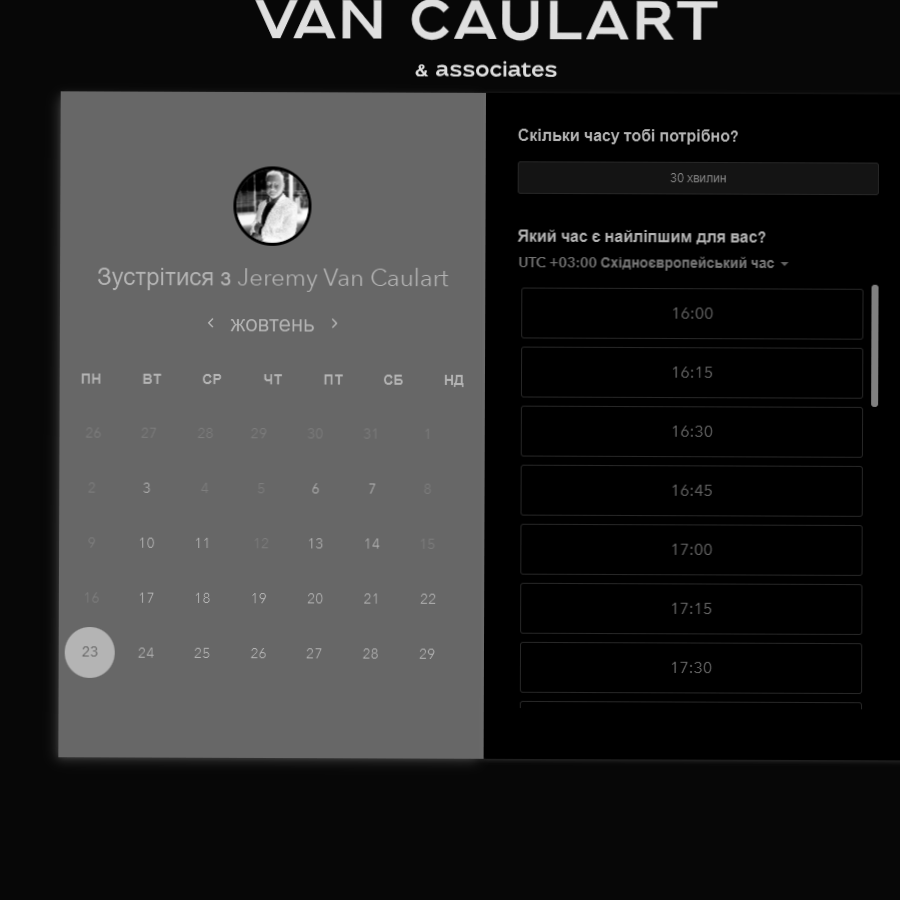 VAN CAULART
& associates
Зустрітися з Jeremy Van Caulart
жовтень
ПН ВТ СР ЧТ ПТ СБ НД
26 27 28 29 30 31 1
2 3 4 5 6 7 8
9 10 11 12 13 14 15
16 17 18 19 20 21 22
23 24 25 26 27 28 29
Скільки часу тобі потрібно?
30 хвилин
Який час є найліпшим для вас?
UTC +03:00 Східноєвропейський час
16:00
16:15
16:30
16:45
17:00
17:15
17:30